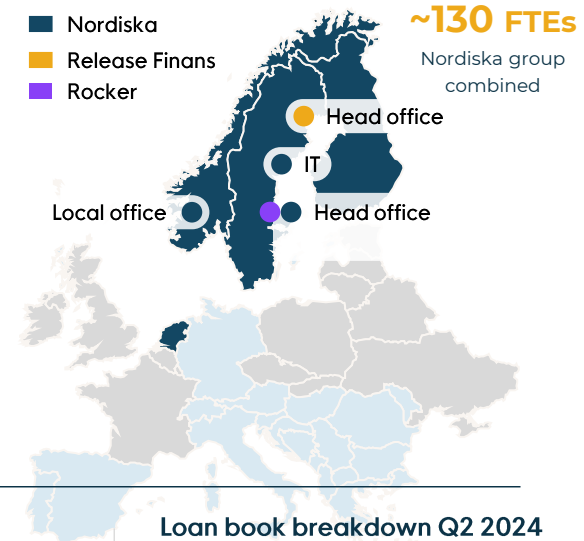 Nordiska
Release Finans
Rocker
~130 FTEs
Nordiska group
combined
Head office
IT
Local office
Head office
Loan book breakdown Q2 2024